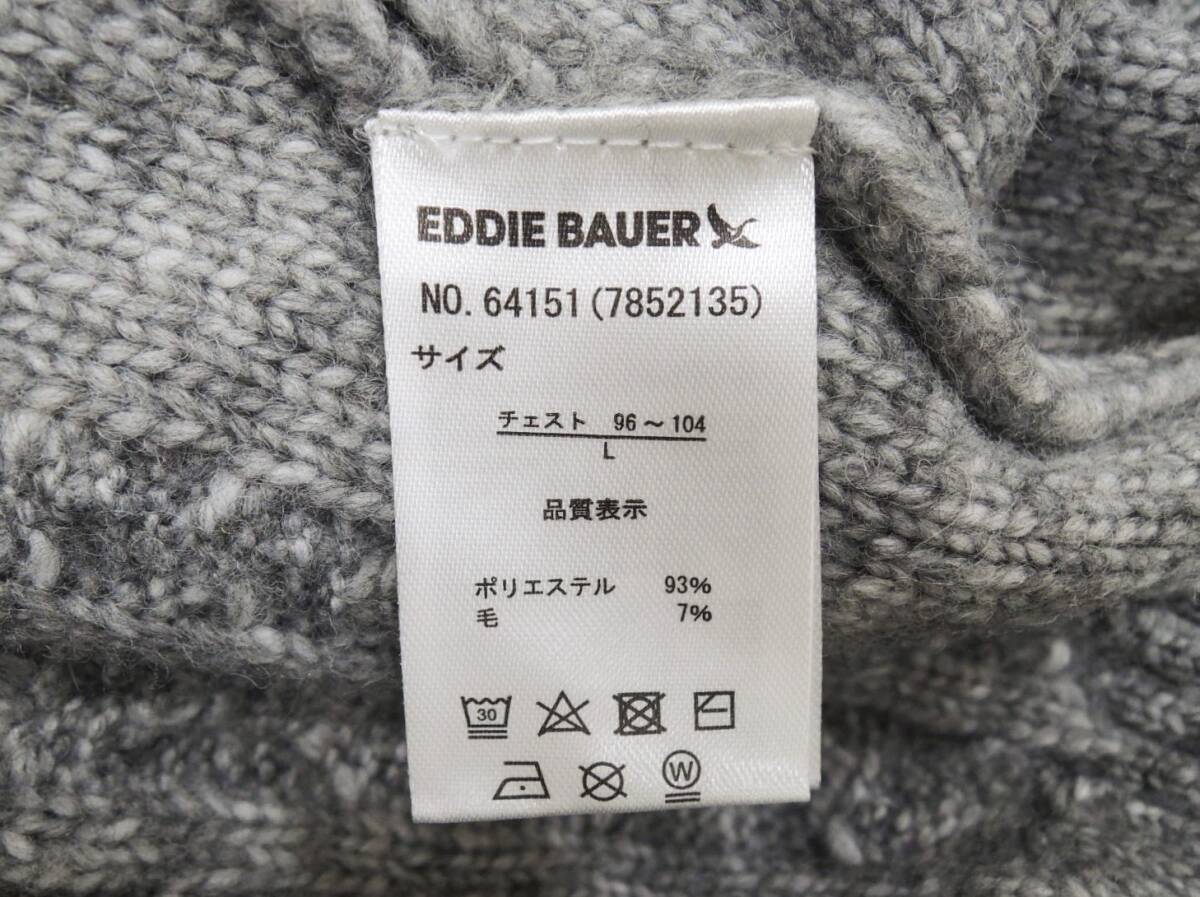 EDDIE BAUER
NO. 64151 (7852135)
サイズ
チェスト 96～104
L
品質表示
ポリエステル 93%
毛 7%
30
W